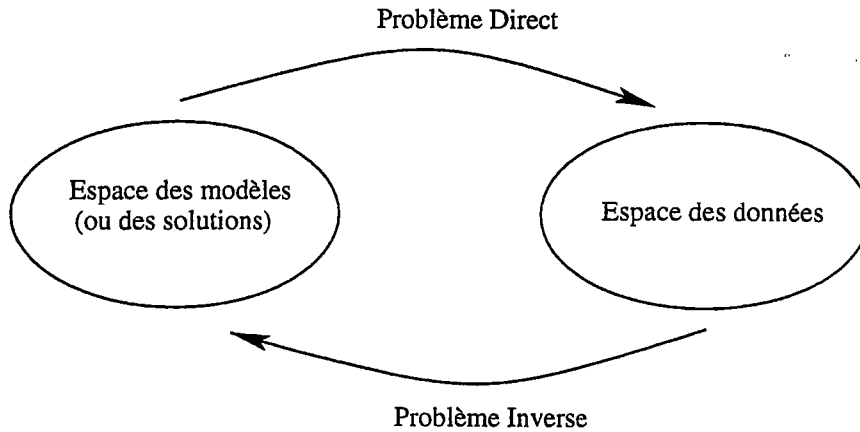 Problème Direct
Espace des modèles
(ou des solutions)
Espace des données
Problème Inverse